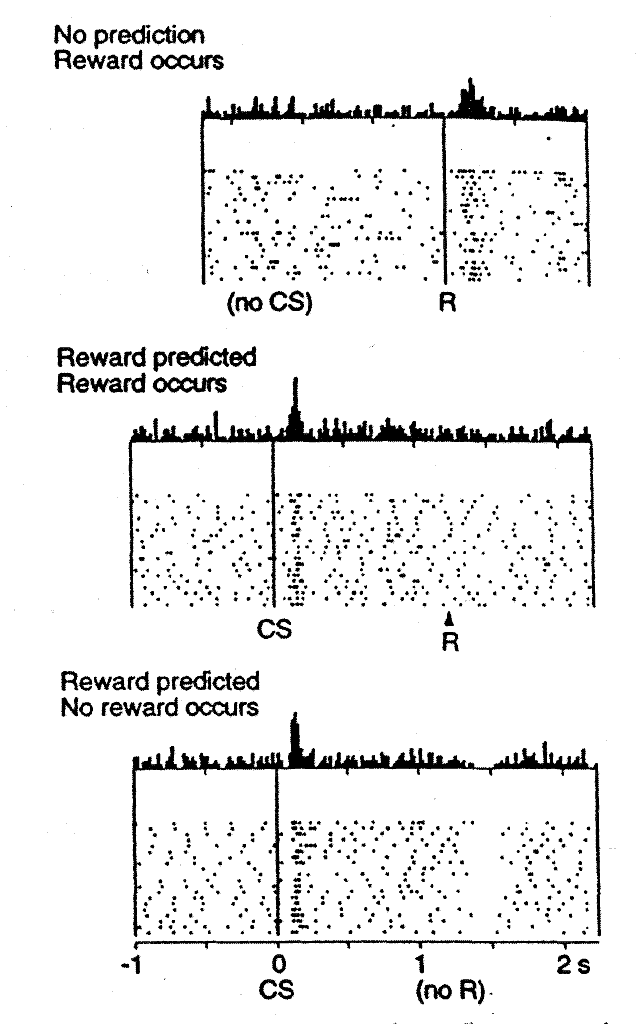 No prediction
Reward occurs
(no CS) R
Reward predicted
Reward occurs
CS R
Reward predicted
No reward occurs
-1 0 1 2 s
CS (no R)